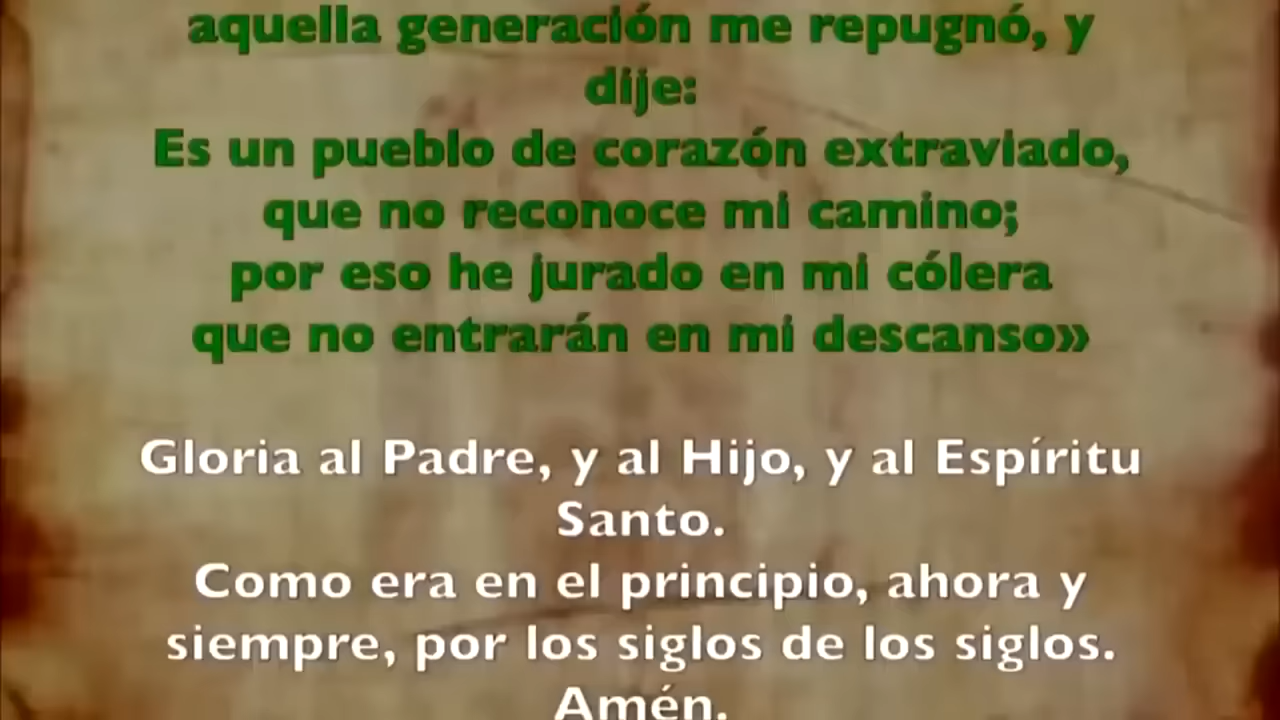 aquella generación me repugnó, y
dije:
Es un pueblo de corazón extraviado,
que no reconoce mi camino;
por eso he jurado en mi cólera
que no entrarán en mi descanso»
Gloria al Padre, y al Hijo, y al Espíritu
Santo.
Como era en el principio, ahora y
siempre, por los siglos de los siglos.
Amén.